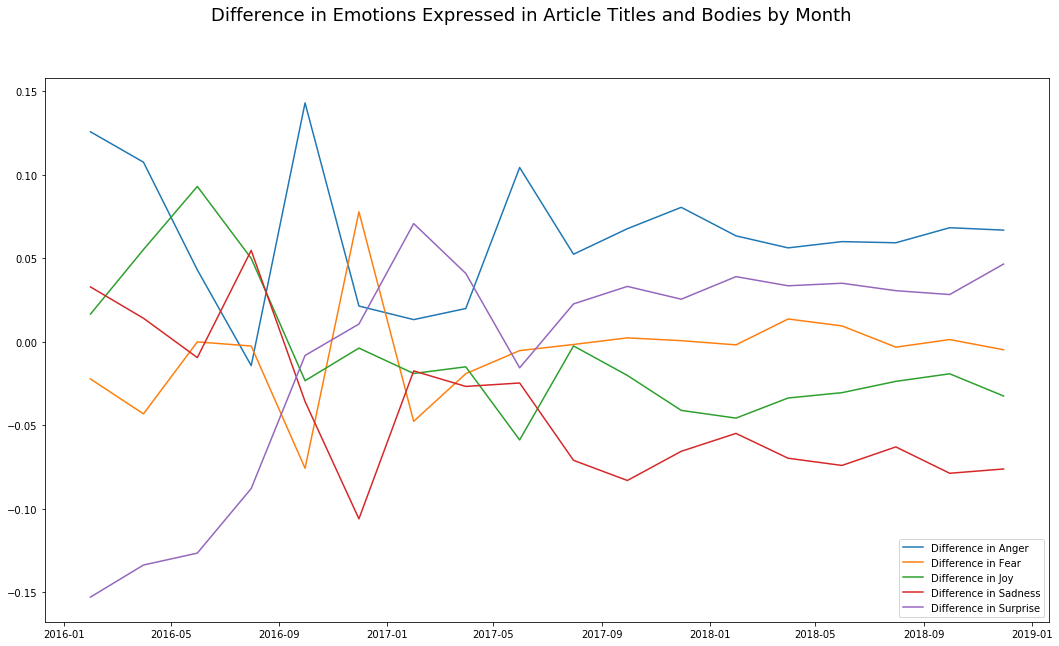 Difference in Emotions Expressed in Article Titles and Bodies by Month
0.15
0.10
0.05
0.00
−0.05
−0.10
−0.15
2016-01 2016-05 2016-09 2017-01 2017-05 2017-09 2018-01 2018-05 2018-09 2019-01
Difference in Anger
Difference in Fear
Difference in Joy
Difference in Sadness
Difference in Surprise